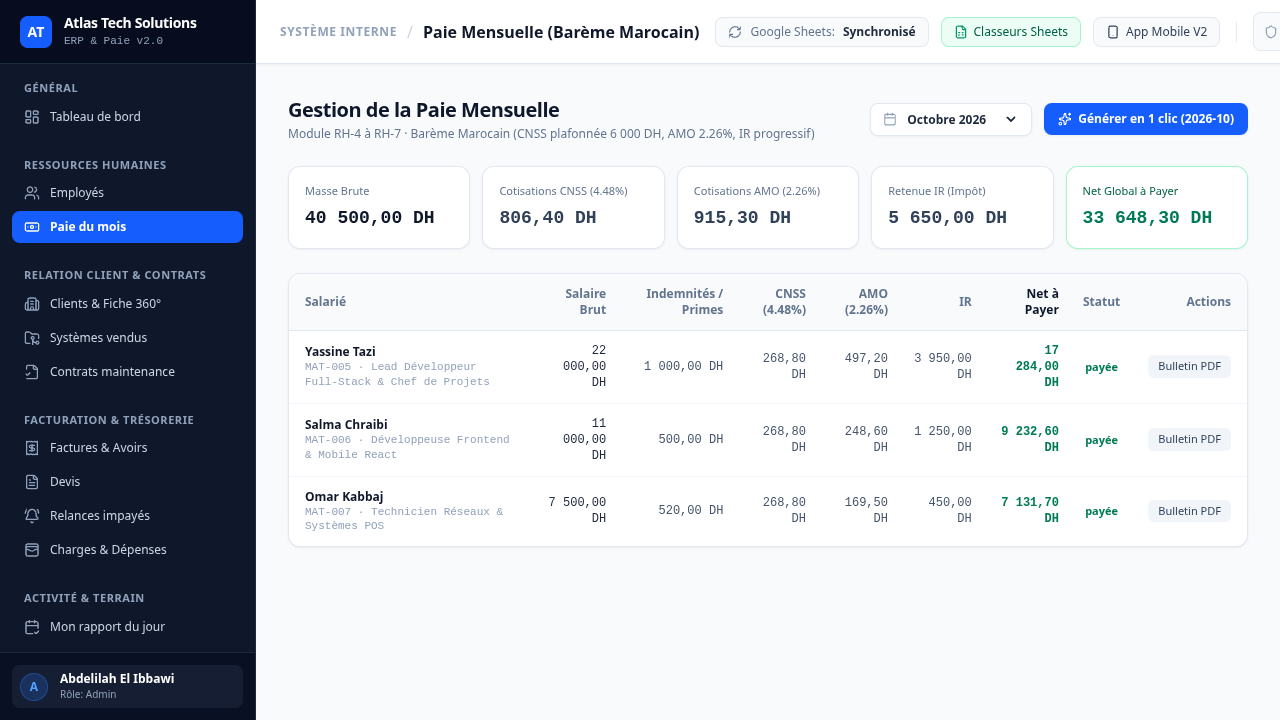 AT
Atlas Tech Solutions
ERP & Paie v2.0
GÉNÉRAL
Tableau de bord
RESSOURCES HUMAINES
Employés
Paie du mois
RELATION CLIENT & CONTRATS
Clients & Fiche 360°
Systèmes vendus
Contrats maintenance
FACTURATION & TRÉSORERIE
Factures & Avoirs
Devis
Relances impayés
Charges & Dépenses
ACTIVITÉ & TERRAIN
Mon rapport du jour
A
Abdelilah El Ibbawi
Rôle: Admin
SYSTÈME INTERNE / Paie Mensuelle (Barème Marocain)
Google Sheets: Synchronisé
Classeurs Sheets
App Mobile V2
Gestion de la Paie Mensuelle
Module RH-4 à RH-7 · Barème Marocain (CNSS plafonnée 6 000 DH, AMO 2.26%, IR progressif)
Octobre 2026
Générer en 1 clic (2026-10)
Masse Brute
40 500,00 DH
Cotisations CNSS (4.48%)
806,40 DH
Cotisations AMO (2.26%)
915,30 DH
Retenue IR (Impôt)
5 650,00 DH
Net Global à Payer
33 648,30 DH
Salarié
Salaire
Brut
Indemnités /
Primes
CNSS
(4.48%)
AMO
(2.26%)
IR
Net à
Payer
Statut
Actions
Yassine Tazi
MAT-005 · Lead Développeur
Full-Stack & Chef de Projets
22
000,00
DH
1 000,00 DH
268,80
DH
497,20
DH
3 950,00
DH
17
284,00
DH
payée
Bulletin PDF
Salma Chraibi
MAT-006 · Développeuse Frontend
& Mobile React
11
000,00
DH
500,00 DH
268,80
DH
248,60
DH
1 250,00
DH
9 232,60
DH
payée
Bulletin PDF
Omar Kabbaj
MAT-007 · Technicien Réseaux &
Systèmes POS
7 500,00
DH
520,00 DH
268,80
DH
169,50
DH
450,00
DH
7 131,70
DH
payée
Bulletin PDF